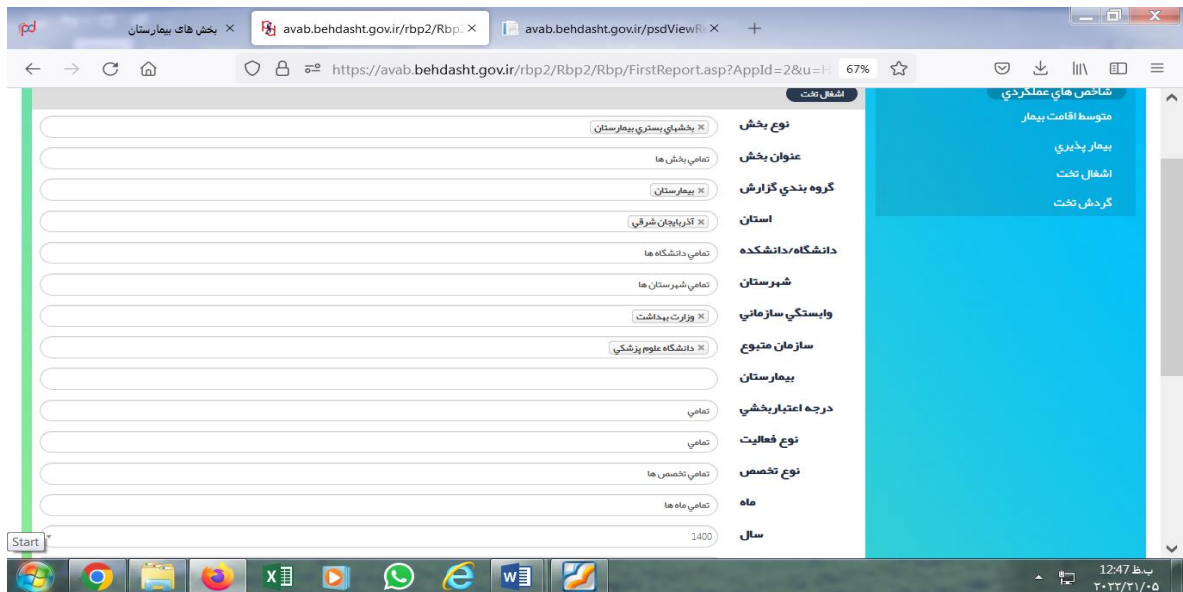 بخش های بیمارستان
avab.behdasht.gov.ir/rbp2/Rbp
avab.behdasht.gov.ir/psdViewR
https://avab.behdasht.gov.ir/rbp2/Rbp2/Rbp/FirstReport.asp?AppId=2&u=
67%
شاخص هاي عملكردي
متوسط اقامت بيمار
بيمار پذيري
اشغال تخت
گردش تخت
اشغال تخت
نوع بخش
× بخشهاي بستري بيمارستان
عنوان بخش
تمامي بخش ها
گروه بندي گزارش
× بيمارستان
استان
× آذربايجان شرقي
دانشگاه/دانشكده
تمامي دانشگاه ها
شهرستان
تمامي شهرستان ها
وابستگي سازماني
× وزارت بهداشت
سازمان متبوع
× دانشگاه علوم پزشكي
بيمارستان
درجه اعتباربخشي
تمامي
نوع فعاليت
تمامي
نوع تخصص
تمامي تخصص ها
ماه
تمامي ماه ها
سال
1400
Start
12:47 ب.ظ
۲۰۲۲/۲۱/۰۵